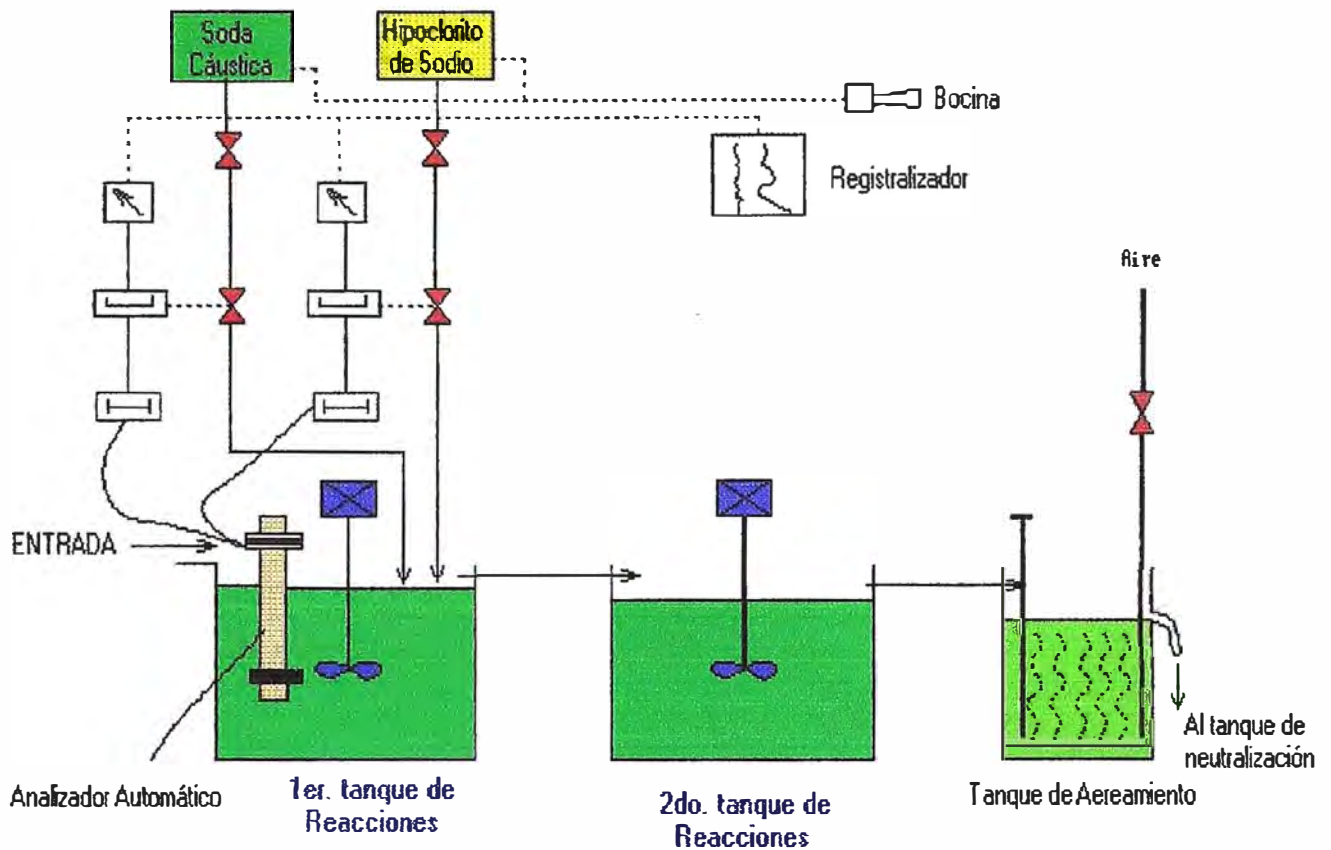 Soda
Cáustica
Hipoclorito
de Sodio
Bocina
Registralizador
Aire
ENTRADA
Al tanque de
neutralización
Analizador Automático
1er. tanque de
Reacciones
2do. tanque de
Reacciones
Tanque de Aereamiento